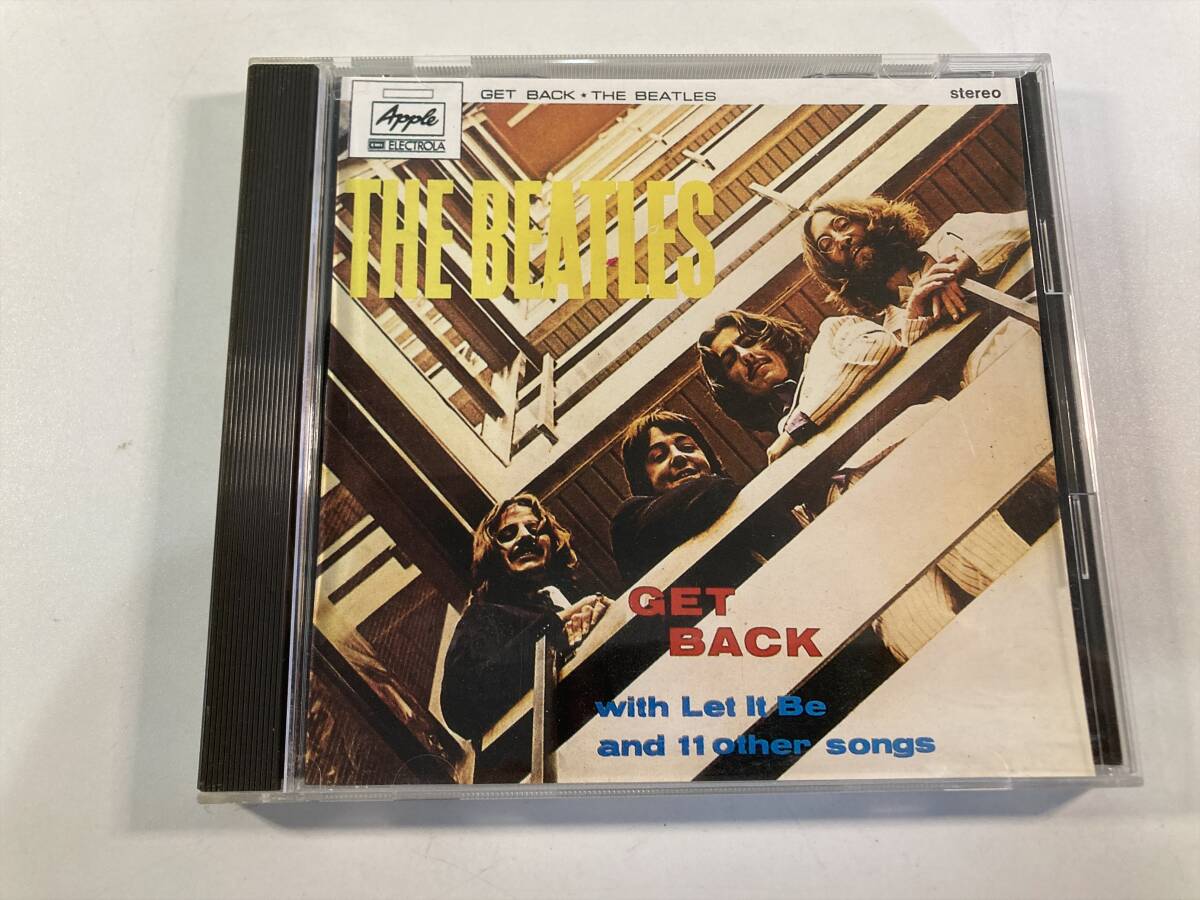 GET BACK ★ THE BEATLES
stereo
Apple
EMI ELECTROLA
THE BEATLES
GET
BACK
with Let It Be
and 11 other songs